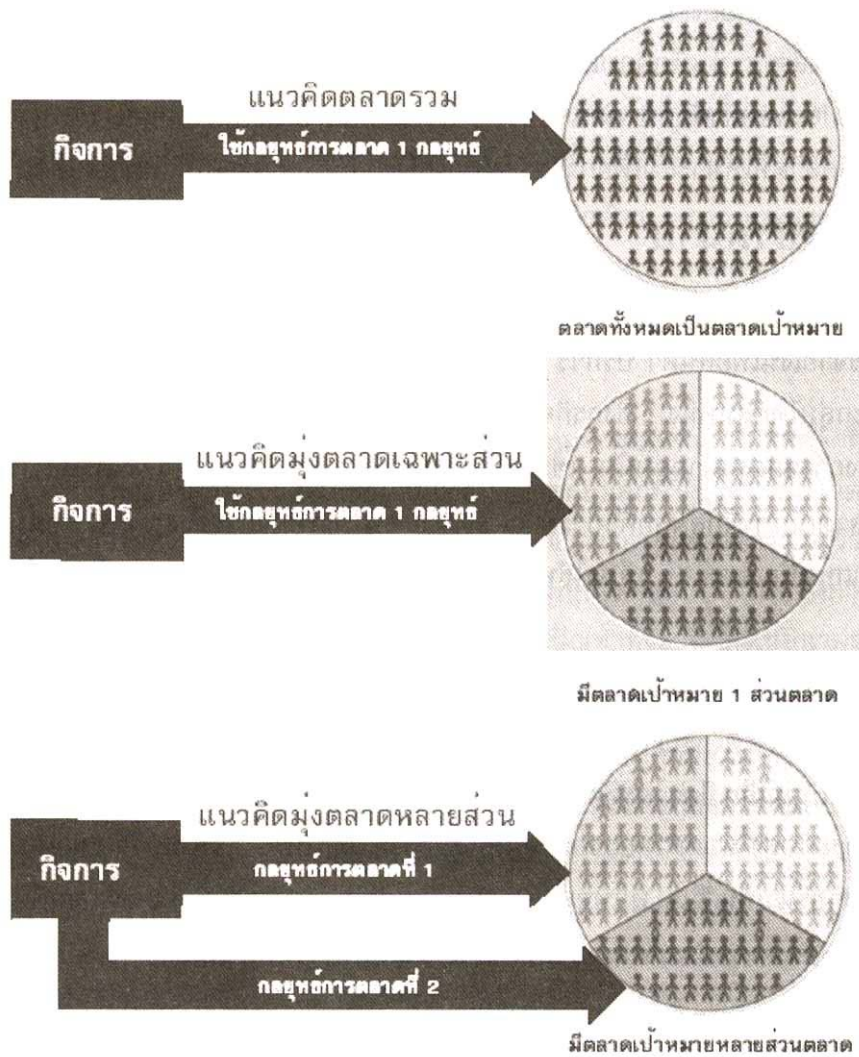 แนวคิดตลาดรวม
กิจการ
ใช้กลยุทธ์การตลาด 1 กลยุทธ์
ตลาดทั้งหมดเป็นตลาดเป้าหมาย
แนวคิดมุ่งตลาดเฉพาะส่วน
กิจการ
ใช้กลยุทธ์การตลาด 1 กลยุทธ์
มีตลาดเป้าหมาย 1 ส่วนตลาด
แนวคิดมุ่งตลาดหลายส่วน
กิจการ
กลยุทธ์การตลาดที่ 1
กลยุทธ์การตลาดที่ 2
มีตลาดเป้าหมายหลายส่วนตลาด